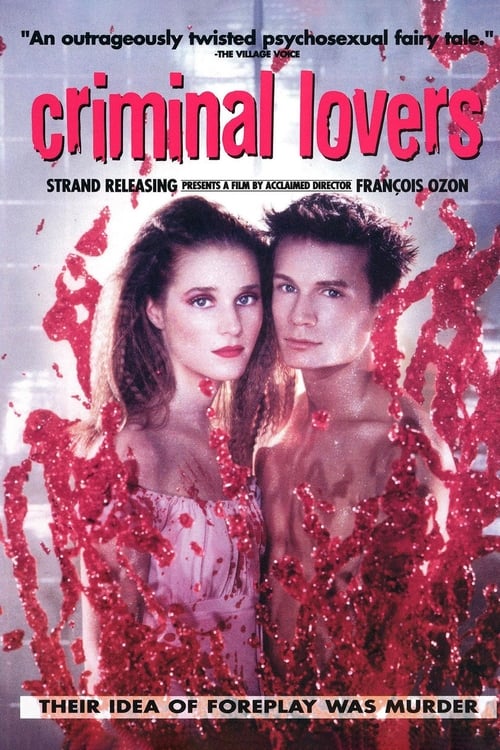 "An outrageously twisted psychosexual fairy tale."
-THE VILLAGE VOICE
criminal lovers
STRAND RELEASING PRESENTS A FILM BY ACCLAIMED DIRECTOR FRANÇOIS OZON
THEIR IDEA OF FOREPLAY WAS MURDER